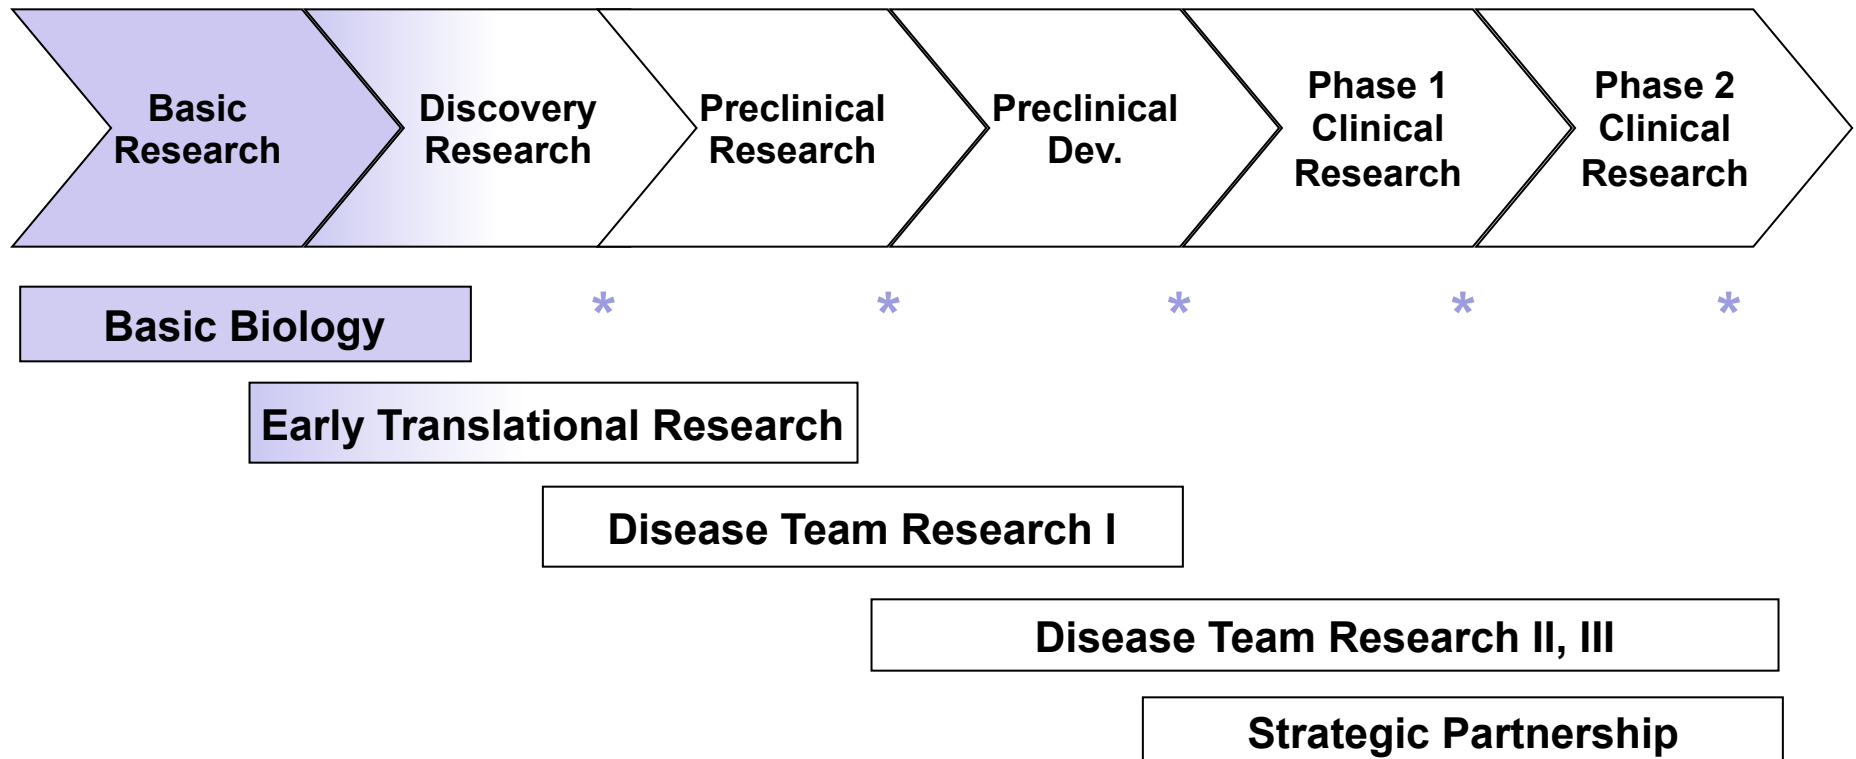 Basic
Research
Discovery
Research
Preclinical
Research
Preclinical
Dev.
Phase 1
Clinical
Research
Phase 2
Clinical
Research
* * * * *
Basic Biology
Early Translational Research
Disease Team Research I
Disease Team Research II, III
Strategic Partnership